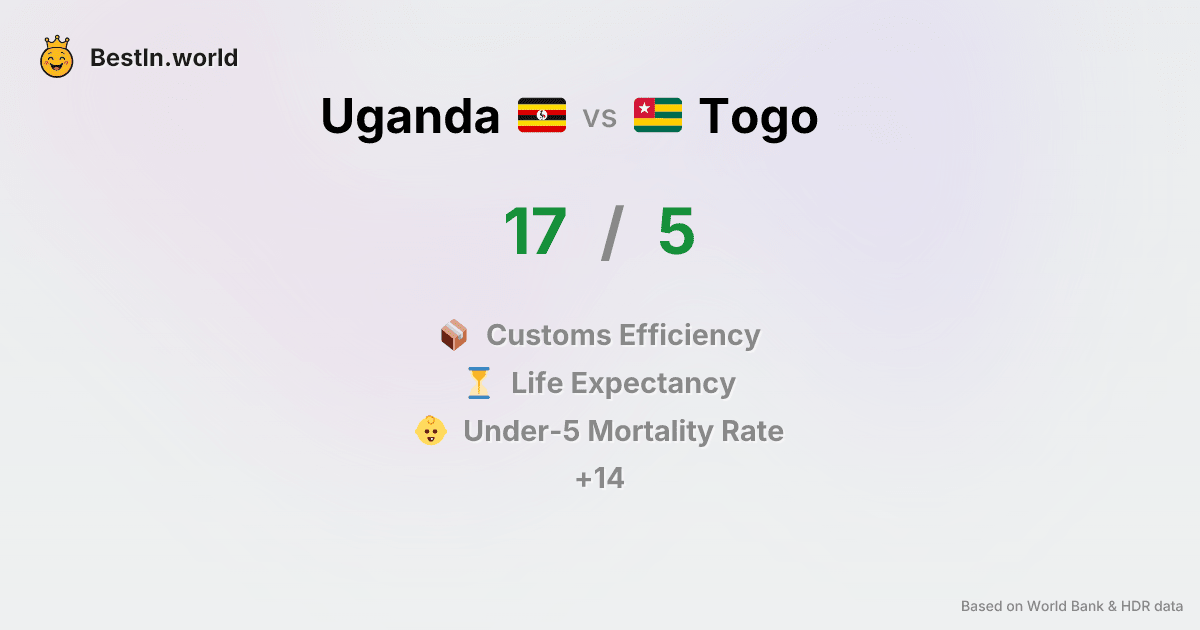 BestIn.world
Uganda vs Togo
17 / 5
Customs Efficiency
Life Expectancy
Under-5 Mortality Rate
+14
Based on World Bank & HDR data